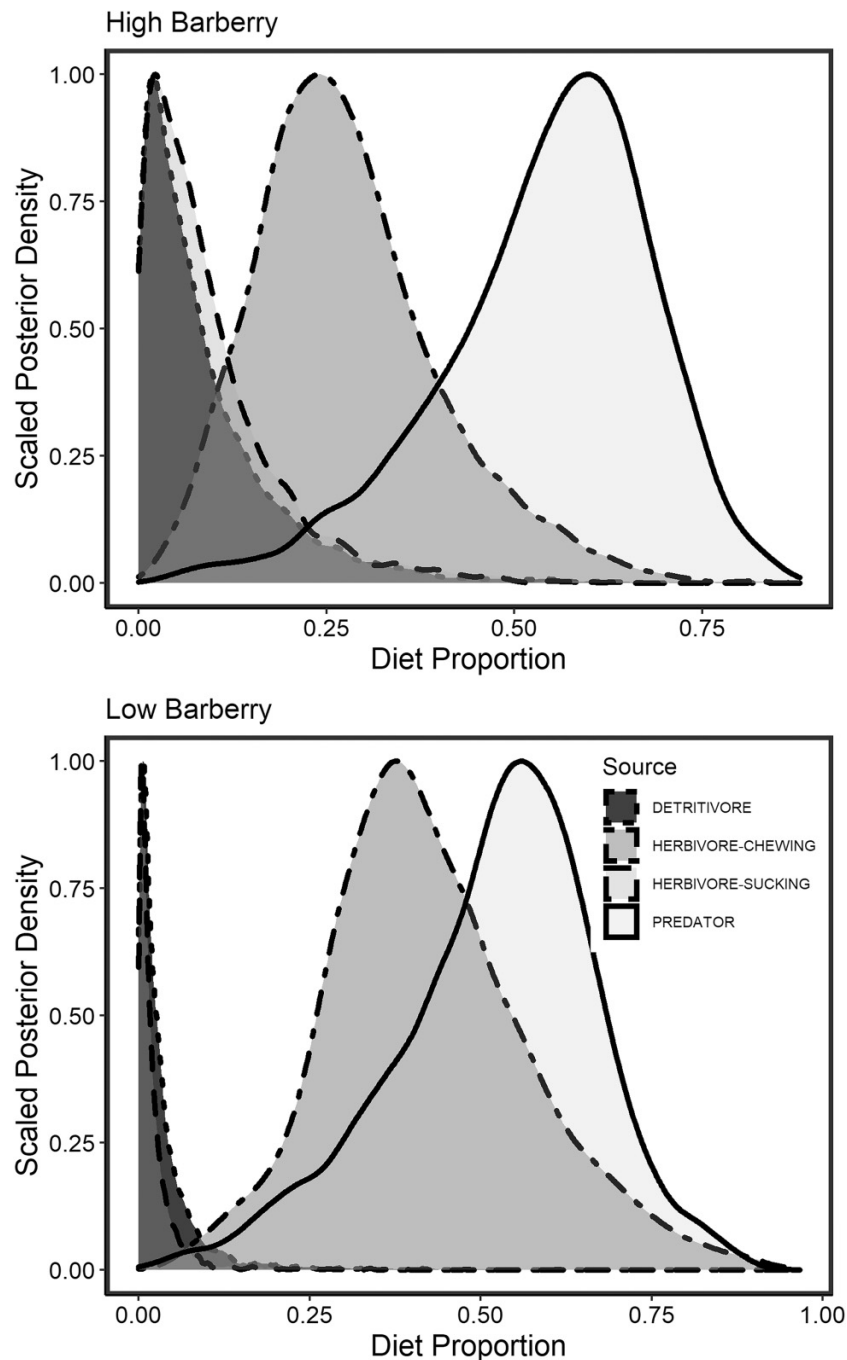 High Barberry
1.00
0.75
0.50
0.25
0.00
Scaled Posterior Density
0.00 0.25 0.50 0.75
Diet Proportion
Low Barberry
1.00
0.75
0.50
0.25
0.00
Scaled Posterior Density
Source
DETRITIVORE
HERBIVORE-CHEWING
HERBIVORE-SUCKING
PREDATOR
0.00 0.25 0.50 0.75 1.00
Diet Proportion